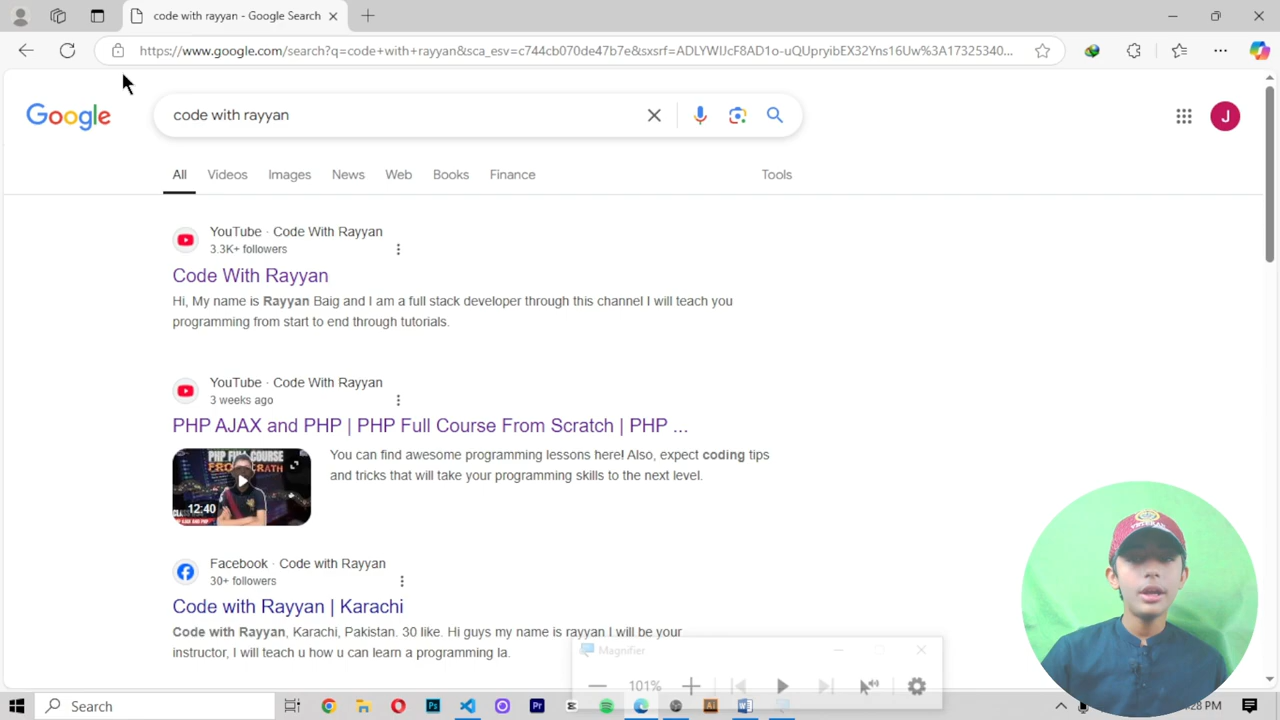 code with rayyan - Google Search
https://www.google.com/search?q=code+with+rayyan&sca_esv=c744cb070de47b7e&sxsrf=ADLYWIJcF8AD1o-uQUpryibEX32Yns16Uw%3A17325340...
Google
code with rayyan
J
All Videos Images News Web Books Finance Tools
YouTube · Code With Rayyan
3.3K+ followers
Code With Rayyan
Hi, My name is Rayyan Baig and I am a full stack developer through this channel I will teach you
programming from start to end through tutorials.
YouTube · Code With Rayyan
3 weeks ago
PHP AJAX and PHP | PHP Full Course From Scratch | PHP ...
You can find awesome programming lessons here! Also, expect coding tips
and tricks that will take your programming skills to the next level.
PHP FULL COURSE
12:40
Facebook · Code with Rayyan
30+ followers
Code with Rayyan | Karachi
Code with Rayyan, Karachi, Pakistan. 30 like. Hi guys my name is rayyan I will be your
instructor, I will teach u how u can learn a programming la.
Magnifier
101%
Search
:28 PM